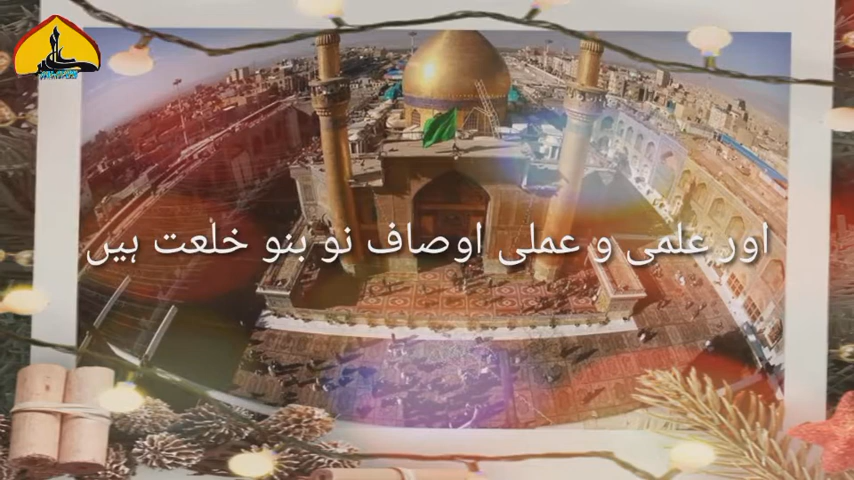 اور علمی و عملی اوصاف نو بنو خلعت ہیں